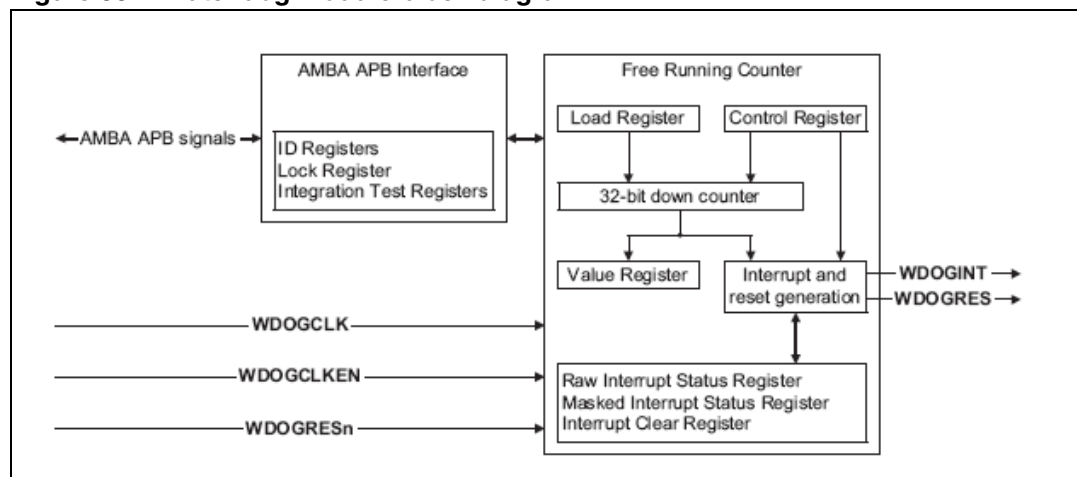 AMBA APB Interface
Free Running Counter
Load Register
Control Register
AMBA APB signals
ID Registers
Lock Register
Integration Test Registers
32-bit down counter
Value Register
Interrupt and
reset generation
WDOGINT
WDOGRES
WDOGCLK
WDOGCLKEN
WDOGRESn
Raw Interrupt Status Register
Masked Interrupt Status Register
Interrupt Clear Register